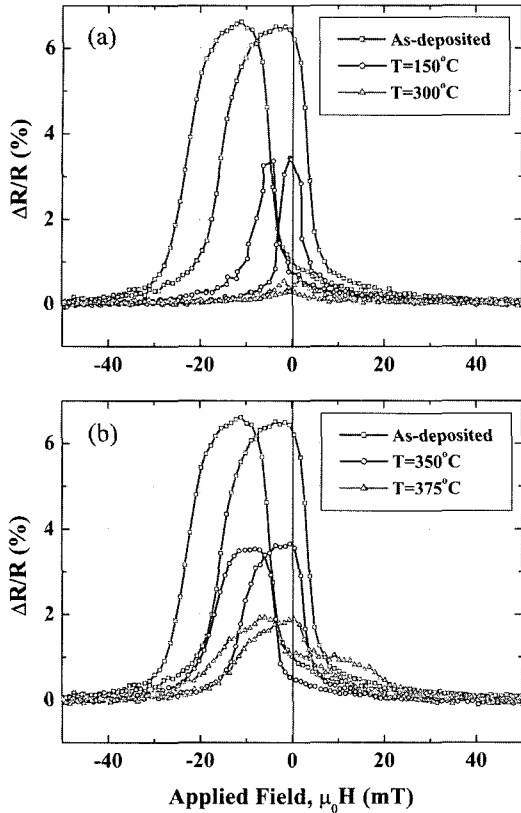 (a)
As-deposited
T=150°C
T=300°C
ΔR/R (%)
6
4
2
0
-40 -20 0 20 40
(b)
As-deposited
T=350°C
T=375°C
ΔR/R (%)
6
4
2
0
-40 -20 0 20 40
Applied Field, μ₀H (mT)